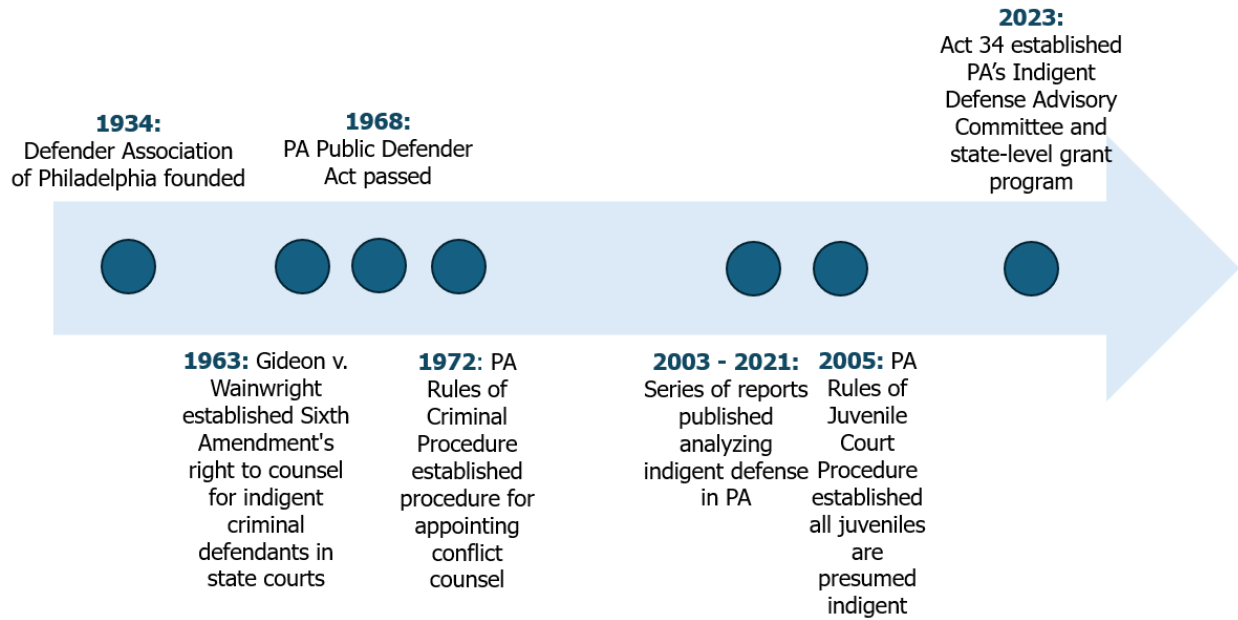 1934:
Defender Association
of Philadelphia founded
1963: Gideon v.
Wainwright
established Sixth
Amendment's
right to counsel
for indigent
criminal
defendants in
state courts
1968:
PA Public Defender
Act passed
1972: PA
Rules of
Criminal
Procedure
established
procedure for
appointing
conflict
counsel
2003 - 2021:
Series of reports
published
analyzing
indigent defense
in PA
2005: PA
Rules of
Juvenile
Court
Procedure
established
all juveniles
are
presumed
indigent
2023:
Act 34 established
PA’s Indigent
Defense Advisory
Committee and
state-level grant
program